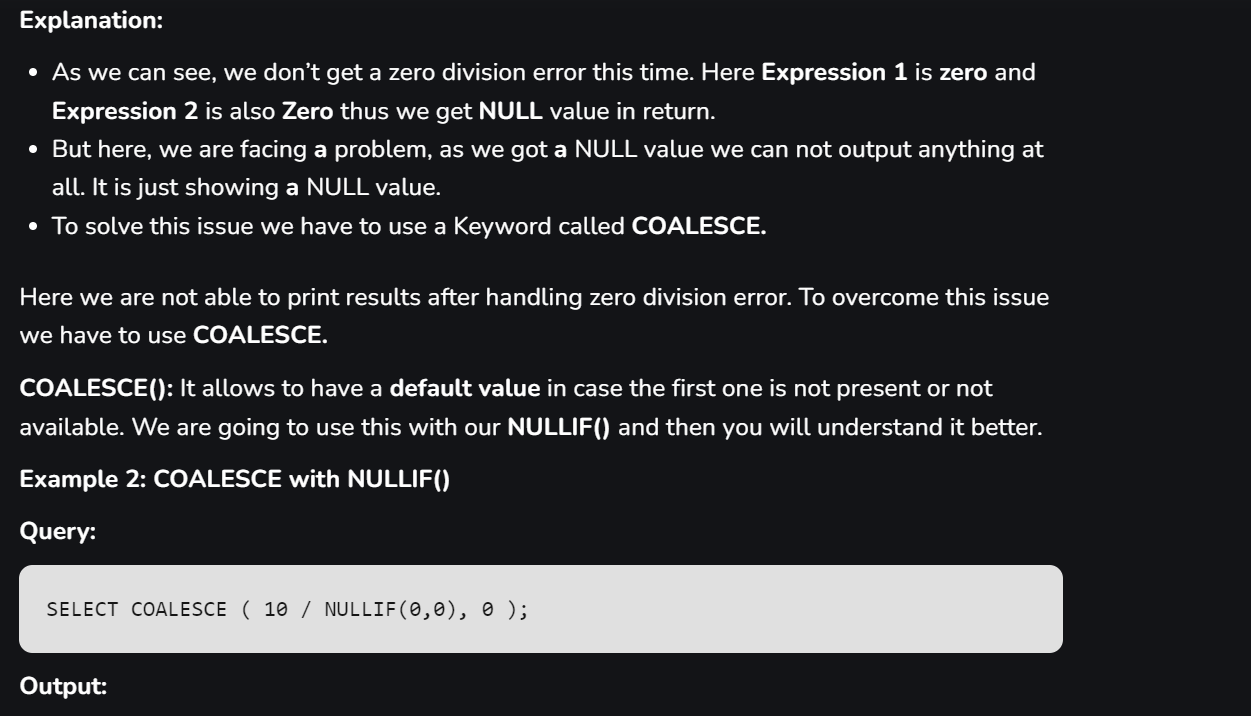 Explanation:
• As we can see, we don’t get a zero division error this time. Here Expression 1 is zero and
Expression 2 is also Zero thus we get NULL value in return.
• But here, we are facing a problem, as we got a NULL value we can not output anything at
all. It is just showing a NULL value.
• To solve this issue we have to use a Keyword called COALESCE.
Here we are not able to print results after handling zero division error. To overcome this issue
we have to use COALESCE.
COALESCE(): It allows to have a default value in case the first one is not present or not
available. We are going to use this with our NULLIF() and then you will understand it better.
Example 2: COALESCE with NULLIF()
Query:
SELECT COALESCE ( 10 / NULLIF(0,0), 0 );
Output: